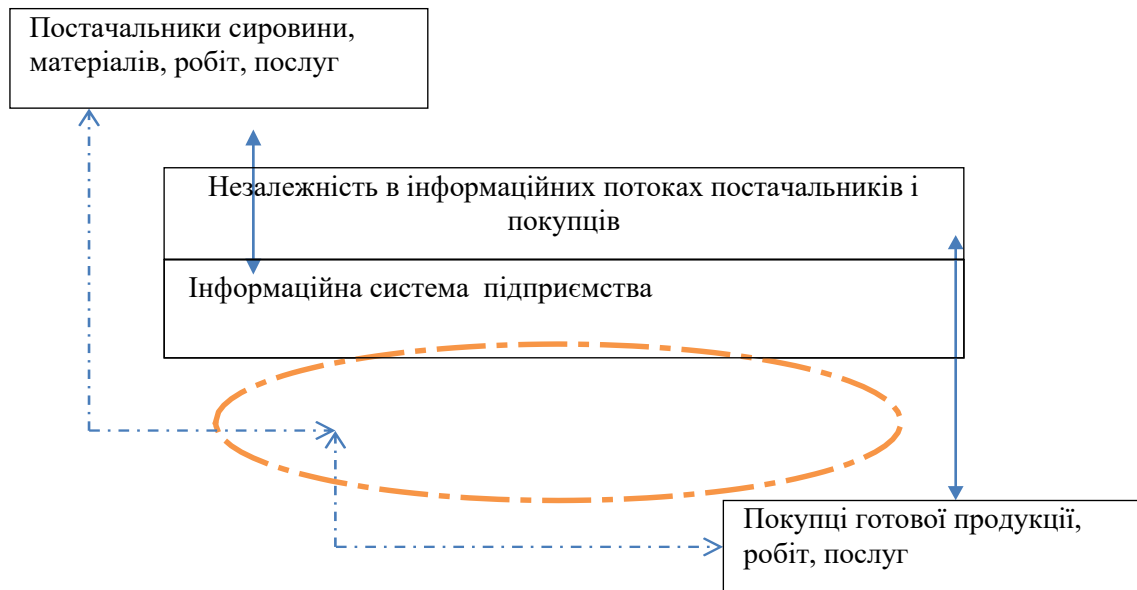 Постачальники сировини,
матеріалів, робіт, послуг
Незалежність в інформаційних потоках постачальників і
покупців
Інформаційна система підприємства
Покупці готової продукції,
робіт, послуг